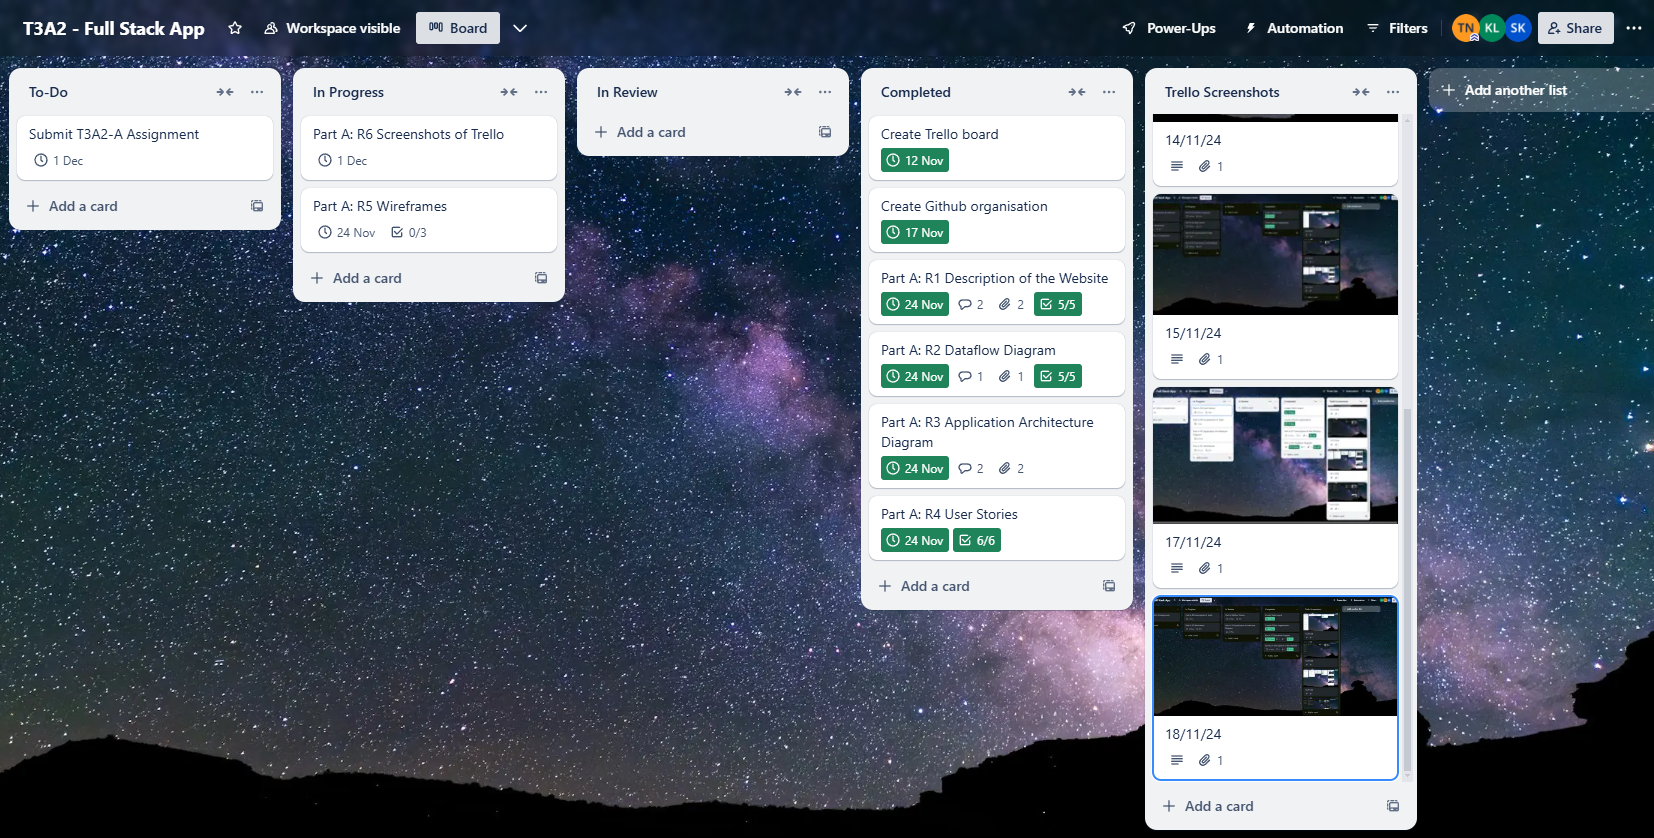 T3A2 - Full Stack App
Workspace visible
Board
Power-Ups
Automation
Filters
TN
KL
SK
Share
To-Do
Submit T3A2-A Assignment
1 Dec
Add a card
In Progress
Part A: R6 Screenshots of Trello
1 Dec
Part A: R5 Wireframes
24 Nov 0/3
Add a card
In Review
Add a card
Completed
Create Trello board
12 Nov
Create Github organisation
17 Nov
Part A: R1 Description of the Website
24 Nov 2 2 5/5
Part A: R2 Dataflow Diagram
24 Nov 1 1 5/5
Part A: R3 Application Architecture
Diagram
24 Nov 2 2
Part A: R4 User Stories
24 Nov 6/6
Add a card
Trello Screenshots
14/11/24
1
15/11/24
1
17/11/24
1
18/11/24
1
Add a card
Add another list